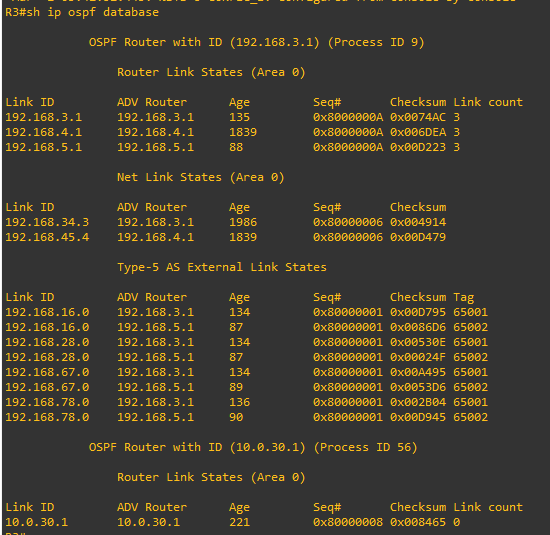 R3#sh ip ospf database
OSPF Router with ID (192.168.3.1) (Process ID 9)
Router Link States (Area 0)
Link ID ADV Router Age Seq# Checksum Link count
192.168.3.1 192.168.3.1 135 0x8000000A 0x0074AC 3
192.168.4.1 192.168.4.1 1839 0x8000000A 0x006DEA 3
192.168.5.1 192.168.5.1 88 0x8000000A 0x00D223 3
Net Link States (Area 0)
Link ID ADV Router Age Seq# Checksum
192.168.34.3 192.168.3.1 1986 0x80000006 0x004914
192.168.45.4 192.168.4.1 1839 0x80000006 0x00D479
Type-5 AS External Link States
Link ID ADV Router Age Seq# Checksum Tag
192.168.16.0 192.168.3.1 134 0x80000001 0x00D795 65001
192.168.16.0 192.168.5.1 87 0x80000001 0x0086D6 65002
192.168.28.0 192.168.3.1 134 0x80000001 0x00530E 65001
192.168.28.0 192.168.5.1 87 0x80000001 0x00024F 65002
192.168.67.0 192.168.3.1 134 0x80000001 0x00A495 65001
192.168.67.0 192.168.5.1 89 0x80000001 0x0053D6 65002
192.168.78.0 192.168.3.1 136 0x80000001 0x002B04 65001
192.168.78.0 192.168.5.1 90 0x80000001 0x00D945 65002
OSPF Router with ID (10.0.30.1) (Process ID 56)
Router Link States (Area 0)
Link ID ADV Router Age Seq# Checksum Link count
10.0.30.1 10.0.30.1 221 0x80000008 0x008465 0
R3#